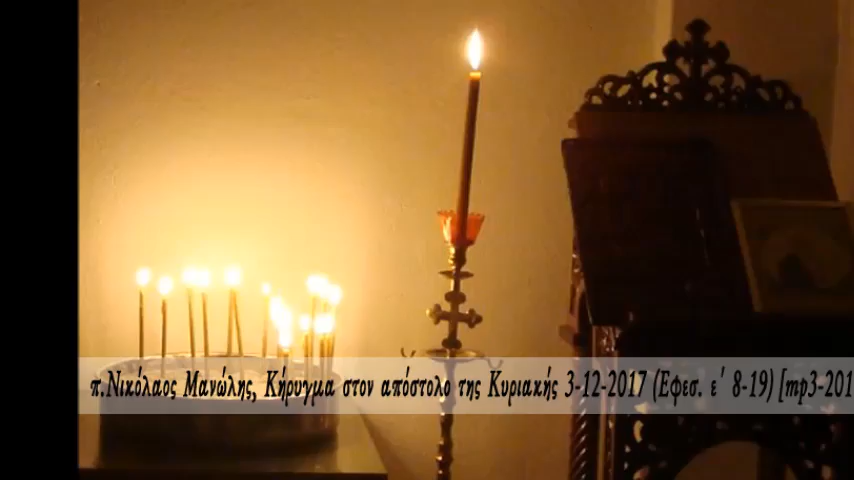 π.Νικόλαος Μανώλης, Κήρυγμα στον απόστολο της Κυριακής 3-12-2017 (Εφεσ. ε΄ 8-19) [mp3-201